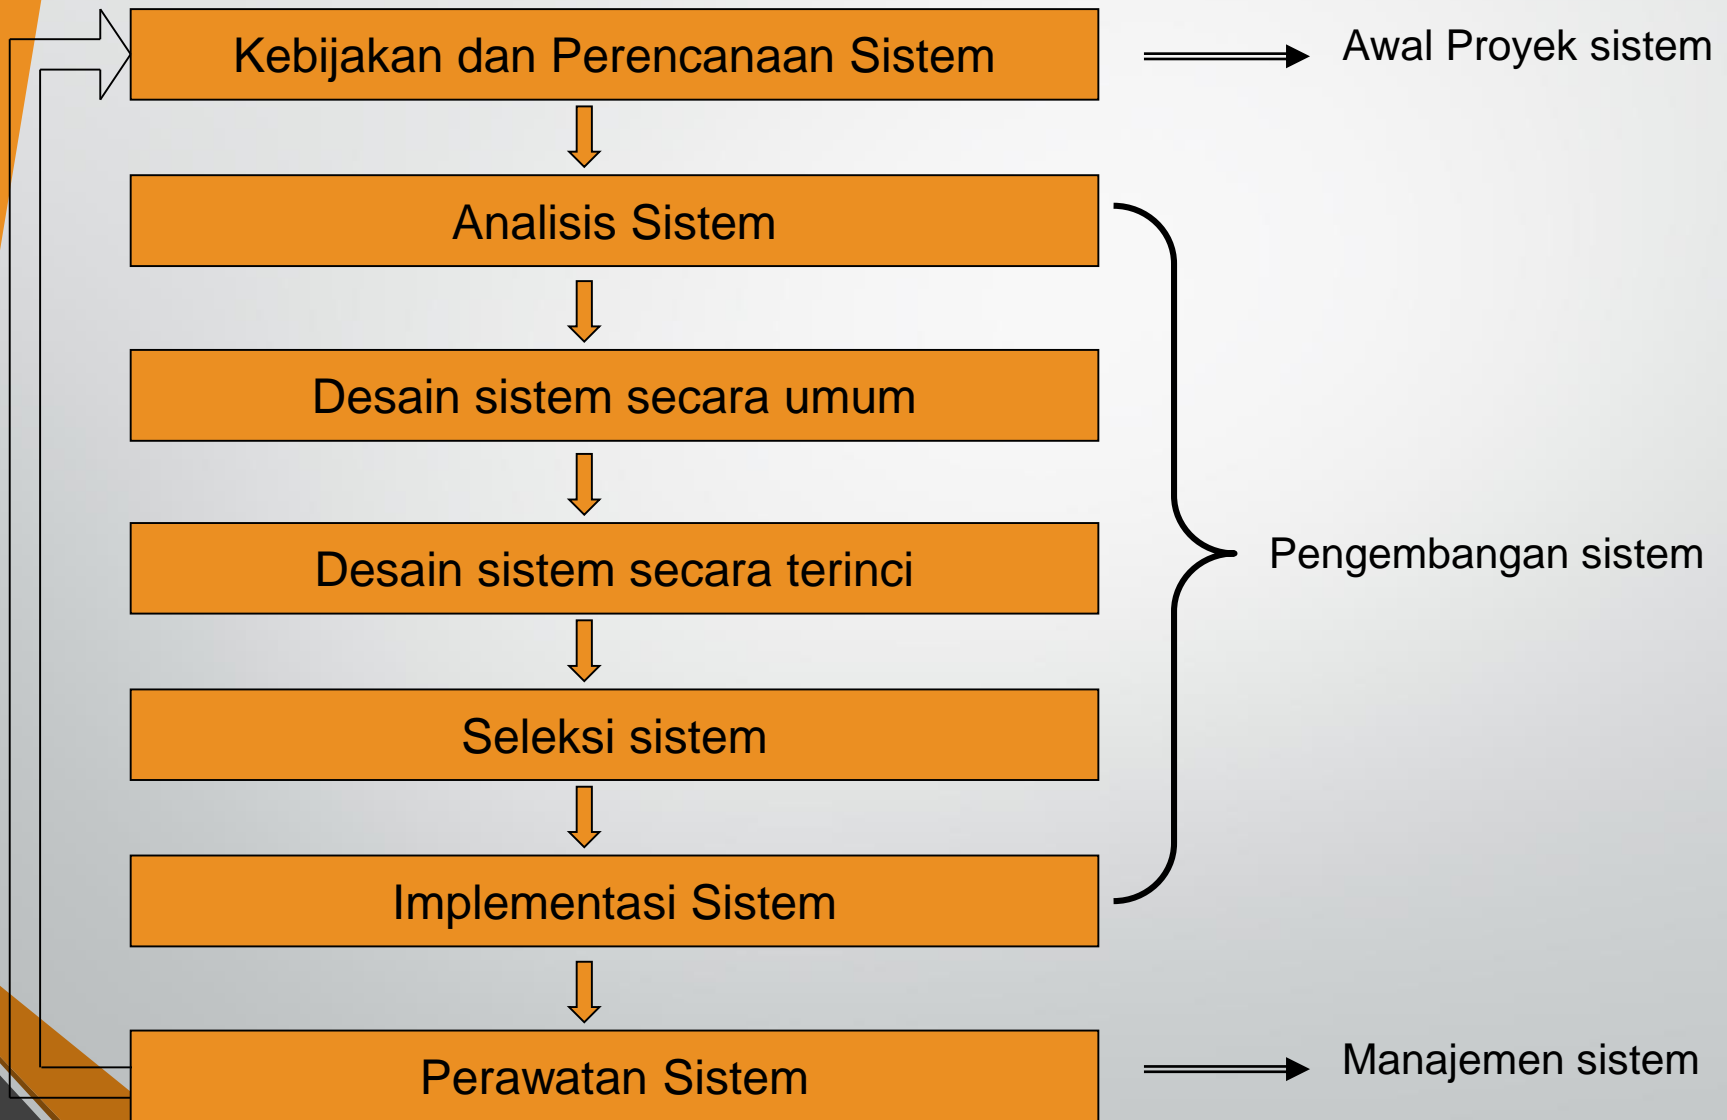 Kebijakan dan Perencanaan Sistem
Awal Proyek sistem
Analisis Sistem
Desain sistem secara umum
Desain sistem secara terinci
Pengembangan sistem
Seleksi sistem
Implementasi Sistem
Perawatan Sistem
Manajemen sistem